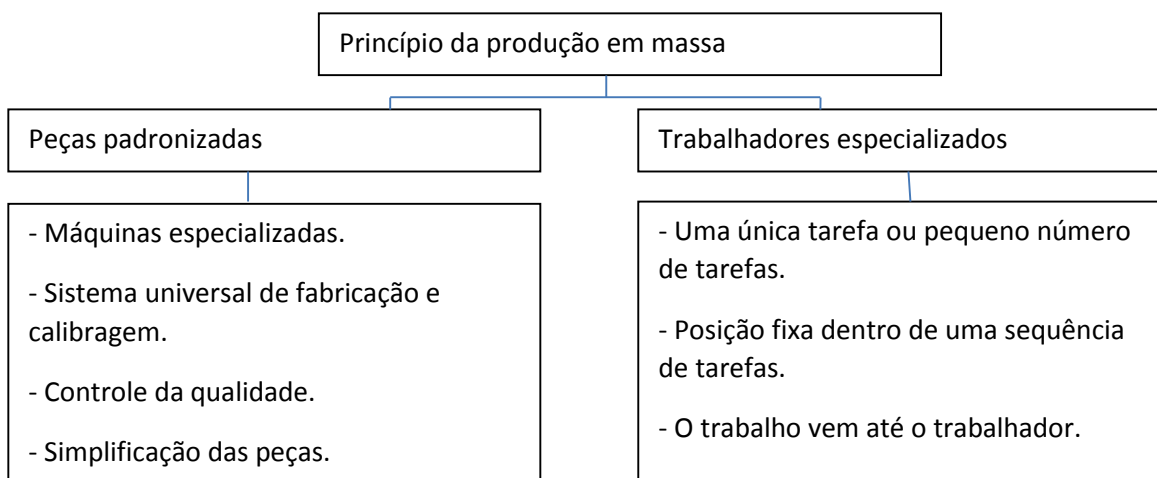 Princípio da produção em massa
Peças padronizadas
Trabalhadores especializados
- Máquinas especializadas.
- Sistema universal de fabricação e
calibragem.
- Controle da qualidade.
- Simplificação das peças.
- Uma única tarefa ou pequeno número
de tarefas.
- Posição fixa dentro de uma sequência
de tarefas.
- O trabalho vem até o trabalhador.